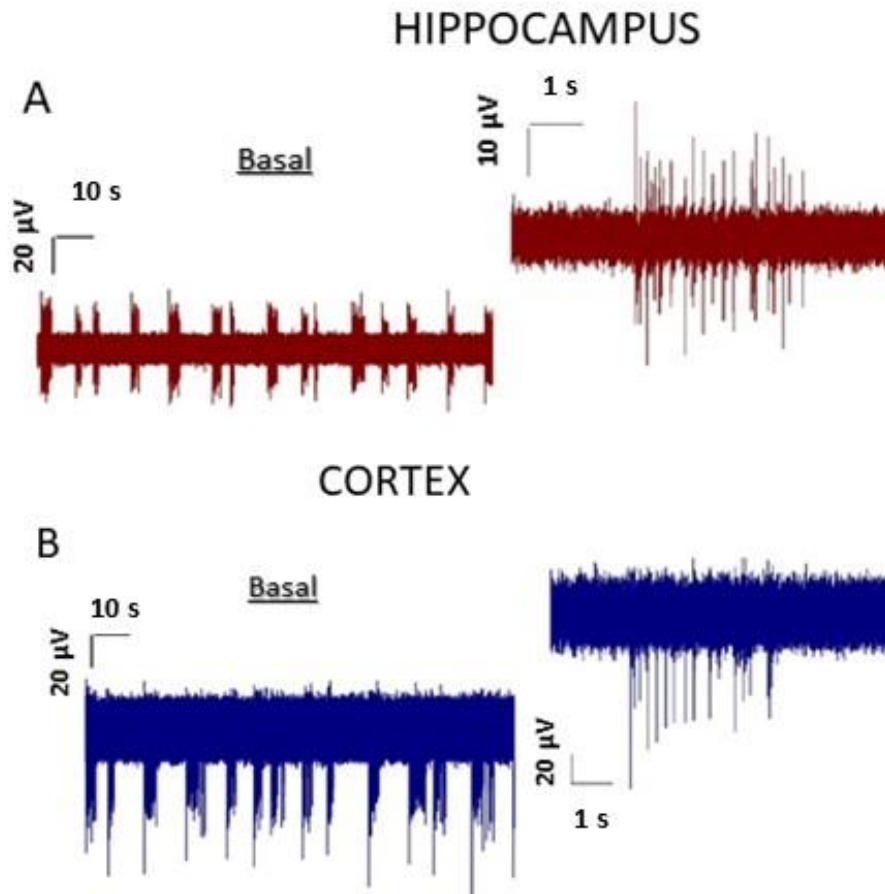 HIPPOCAMPUS
A
1 s
10 µV
Basal
10 s
20 µV
CORTEX
B
Basal
10 s
20 µV
20 µV
1 s